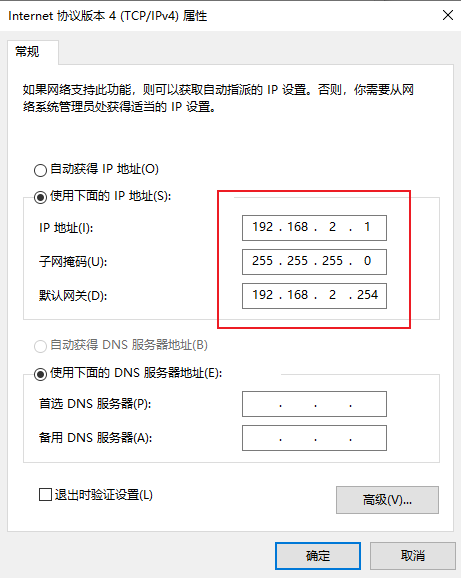 Internet 协议版本 4 (TCP/IPv4) 属性
常规
如果网络支持此功能，则可以获取自动指派的 IP 设置。否则，你需要从网
络系统管理员处获得适当的 IP 设置。
自动获得 IP 地址(O)
使用下面的 IP 地址(S):
IP 地址(I): 192 . 168 . 2 . 1
子网掩码(U): 255 . 255 . 255 . 0
默认网关(D): 192 . 168 . 2 . 254
自动获得 DNS 服务器地址(B)
使用下面的 DNS 服务器地址(E):
首选 DNS 服务器(P): . . .
备用 DNS 服务器(A): . . .
退出时验证设置(L)
高级(V)...
确定 取消